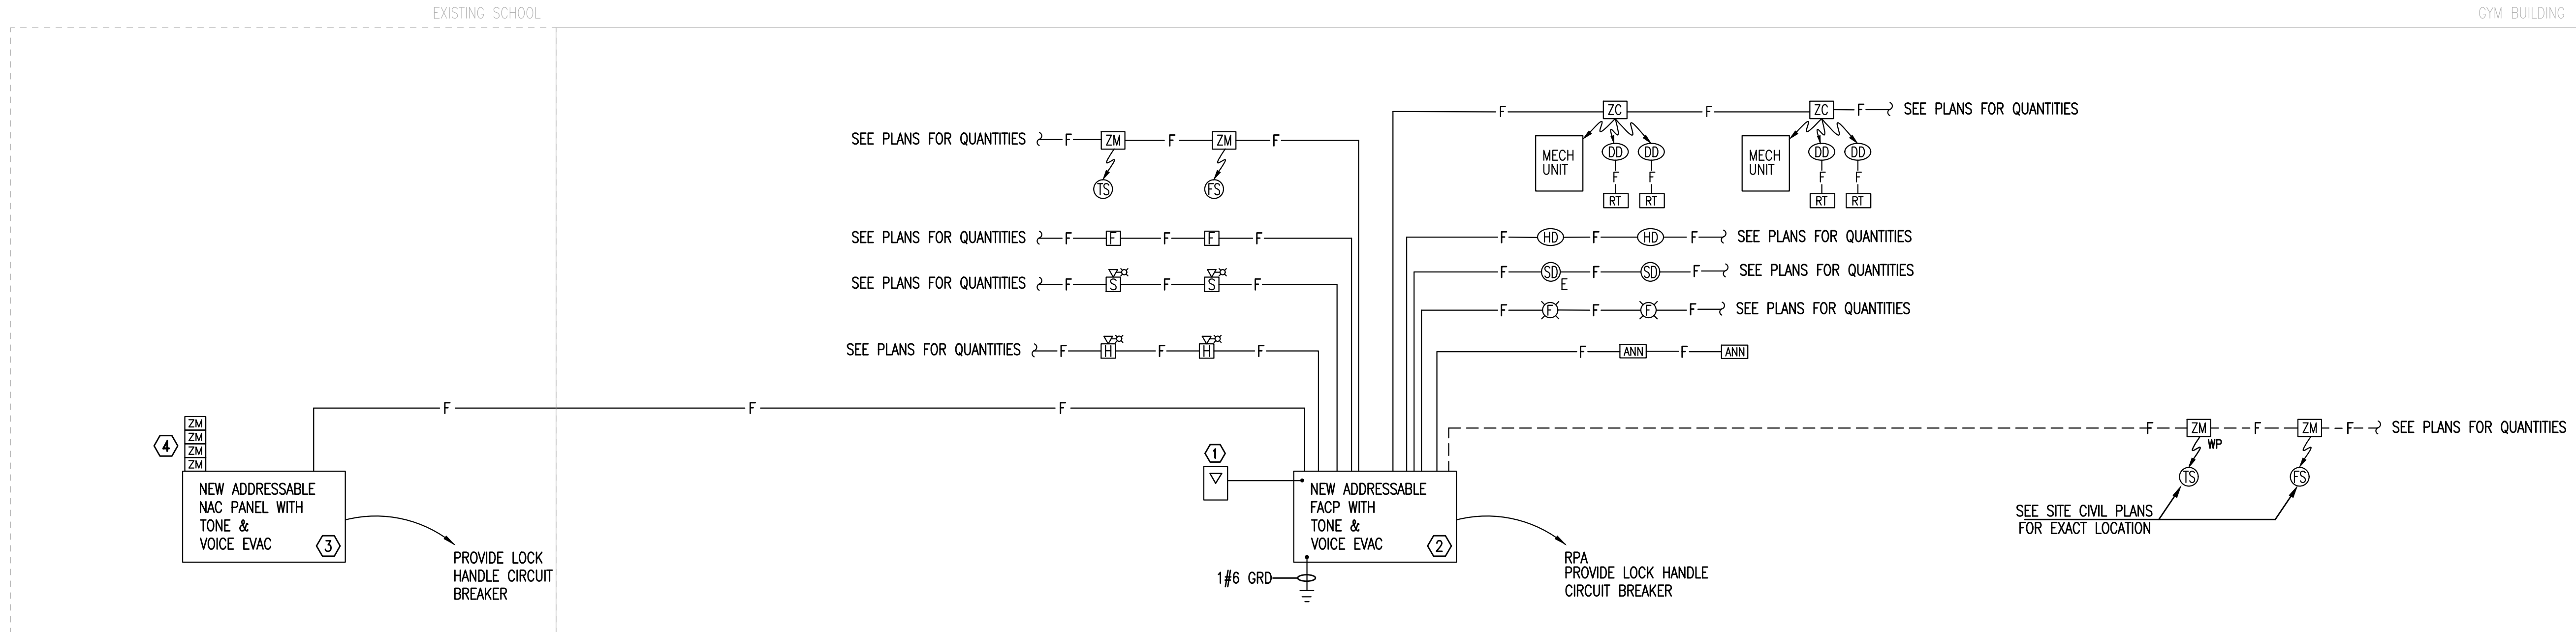 EXISTING SCHOOL
GYM BUILDING
F ZC F ZC F SEE PLANS FOR QUANTITIES
MECH
UNIT
DD DD
F F
RT RT
MECH
UNIT
DD DD
F F
RT RT
SEE PLANS FOR QUANTITIES F ZM F ZM F
TS FS
SEE PLANS FOR QUANTITIES F F F F F
F HD F HD F SEE PLANS FOR QUANTITIES
SEE PLANS FOR QUANTITIES F S F S F
F SD F SD F SEE PLANS FOR QUANTITIES
E
F F F F F SEE PLANS FOR QUANTITIES
SEE PLANS FOR QUANTITIES F H F H F
F ANN F ANN
F F F
ZM
ZM
ZM
ZM
4
NEW ADDRESSABLE
NAC PANEL WITH
TONE &
VOICE EVAC
3
PROVIDE LOCK
HANDLE CIRCUIT
BREAKER
1
NEW ADDRESSABLE
FACP WITH
TONE &
VOICE EVAC
2
1#6 GRD
RPA
PROVIDE LOCK HANDLE
CIRCUIT BREAKER
F ZM F ZM F SEE PLANS FOR QUANTITIES
WP
TS FS
SEE SITE CIVIL PLANS
FOR EXACT LOCATION